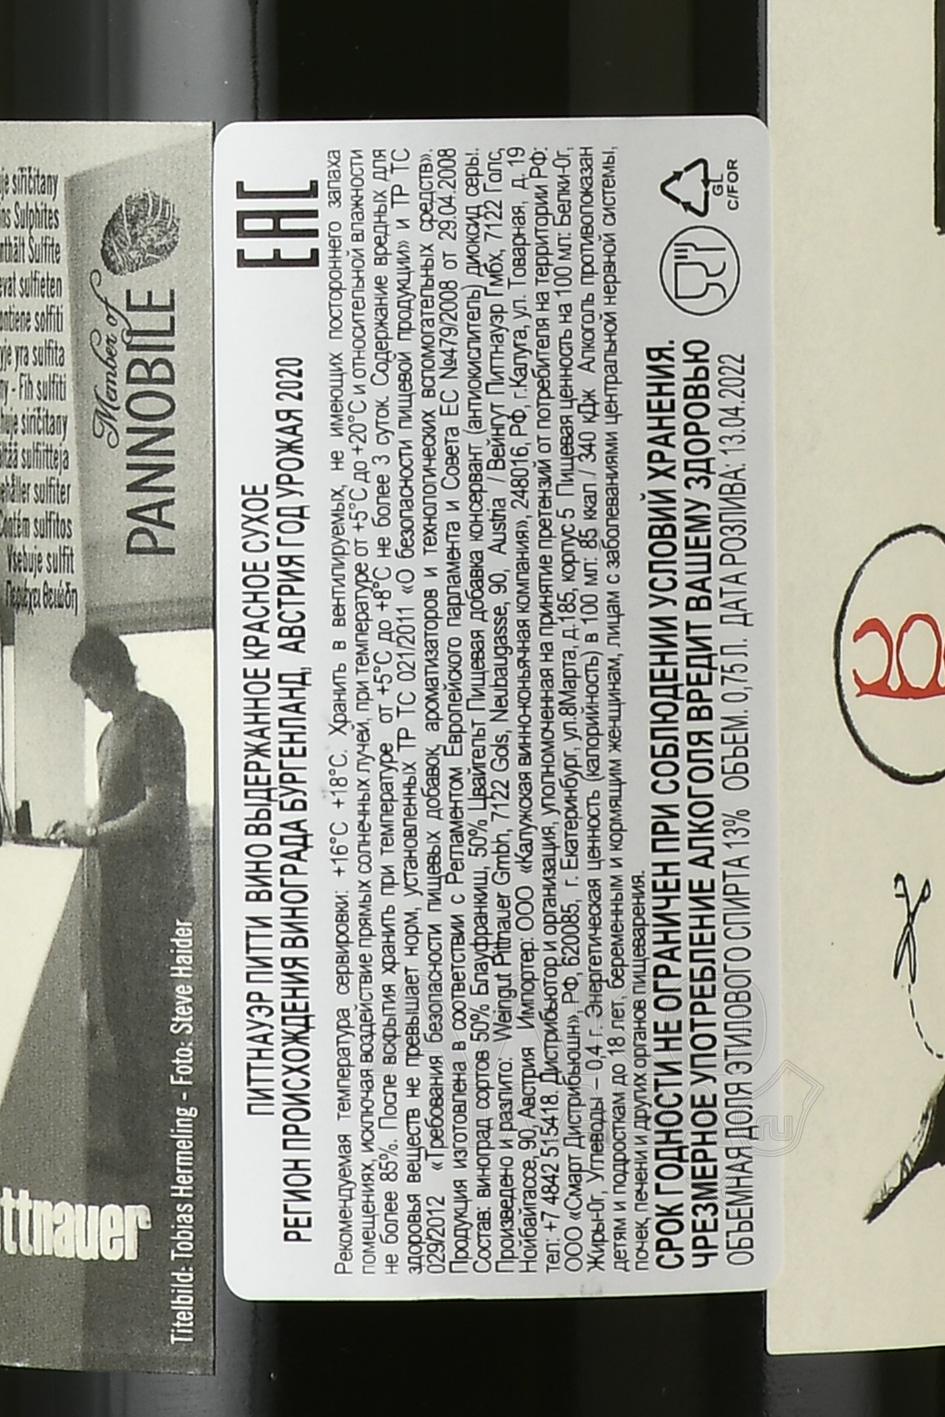 Member of
PANNOBILE
Titelbild: Tobias Hermeling - Foto: Steve Haider
ПИТТНАУЭР ПИТТИ ВИНО ВЫДЕРЖАННОЕ КРАСНОЕ СУХОЕ
РЕГИОН ПРОИСХОЖДЕНИЯ ВИНОГРАДА БУРГЕНЛАНД, АВСТРИЯ ГОД УРОЖАЯ 2020
EAC
Рекомендуемая температура сервировки: +16°С +18°С. Хранить в вентилируемых, не имеющих постороннего запаха
помещениях, исключая воздействие прямых солнечных лучей, при температуре от +5°С до +20°С и относительной влажности
не более 85%. После вскрытия хранить при температуре от +5°С до +8°С не более 3 суток. Содержание вредных для
здоровья веществ не превышает норм, установленных ТР ТС 021/2011 «О безопасности пищевой продукции» и ТР ТС
029/2012 «Требования безопасности пищевых добавок, ароматизаторов и технологических вспомогательных средств».
Продукция изготовлена в соответствии с Регламентом Европейского парламента и Совета ЕС №479/2008 от 29.04.2008
Состав: виноград сортов 50% Блауфранкиш, 50% Цвайгельт Пищевая добавка консервант (антиокислитель) диоксид серы.
Произведено и разлито: Weingut Pittnauer Gmbh, 7122 Gols, Neubaugasse, 90, Austia / Вейнгут Питтнауэр Гмбх, 7122 Голс,
Нойбайгассе, 90, Австрия Импортер: ООО «Калужская винно-коньячная компания», 248016, РФ, г.Калуга, ул. Товарная, д. 19
тел: +7 4842 515418. Дистрибьютор и организация, уполномоченная на принятие претензий от потребителя на территории РФ:
ООО «Смарт Дистрибьюшн», РФ, 620085, г. Екатеринбург, ул.8Марта, д.185, корпус 5 Пищевая ценность на 100 мл: Белки-0г,
Жиры-0г, Углеводы – 0,4 г. Энергетическая ценность (калорийность) в 100 мл: 85 ккал / 340 кДж Алкоголь противопоказан
детям и подросткам до 18 лет, беременным и кормящим женщинам, лицам с заболеваниями центральной нервной системы,
почек, печени и других органов пищеварения.
СРОК ГОДНОСТИ НЕ ОГРАНИЧЕН ПРИ СОБЛЮДЕНИИ УСЛОВИЙ ХРАНЕНИЯ.
ЧРЕЗМЕРНОЕ УПОТРЕБЛЕНИЕ АЛКОГОЛЯ ВРЕДИТ ВАШЕМУ ЗДОРОВЬЮ
ОБЪЕМНАЯ ДОЛЯ ЭТИЛОВОГО СПИРТА 13% ОБЪЕМ. 0,75 Л. ДАТА РОЗЛИВА: 13.04.2022
GL
C/FOR